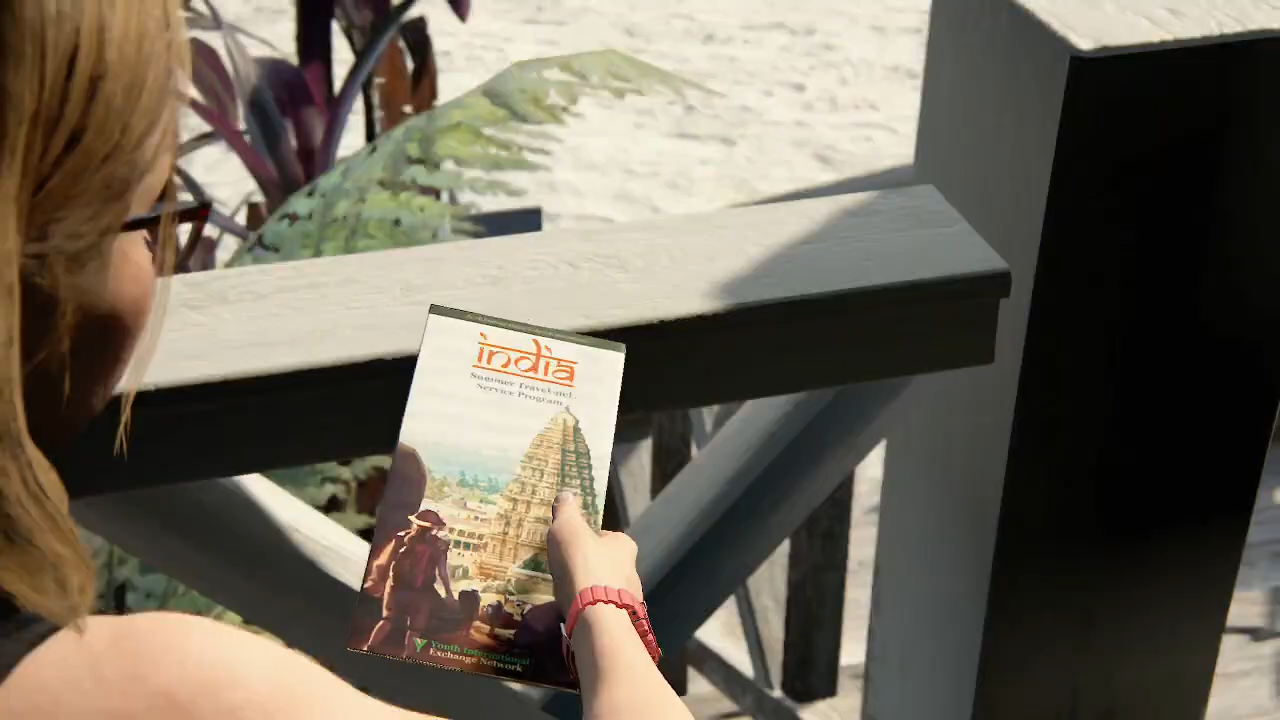 india
Summer Travel and
Service Program
Youth International
Exchange Network